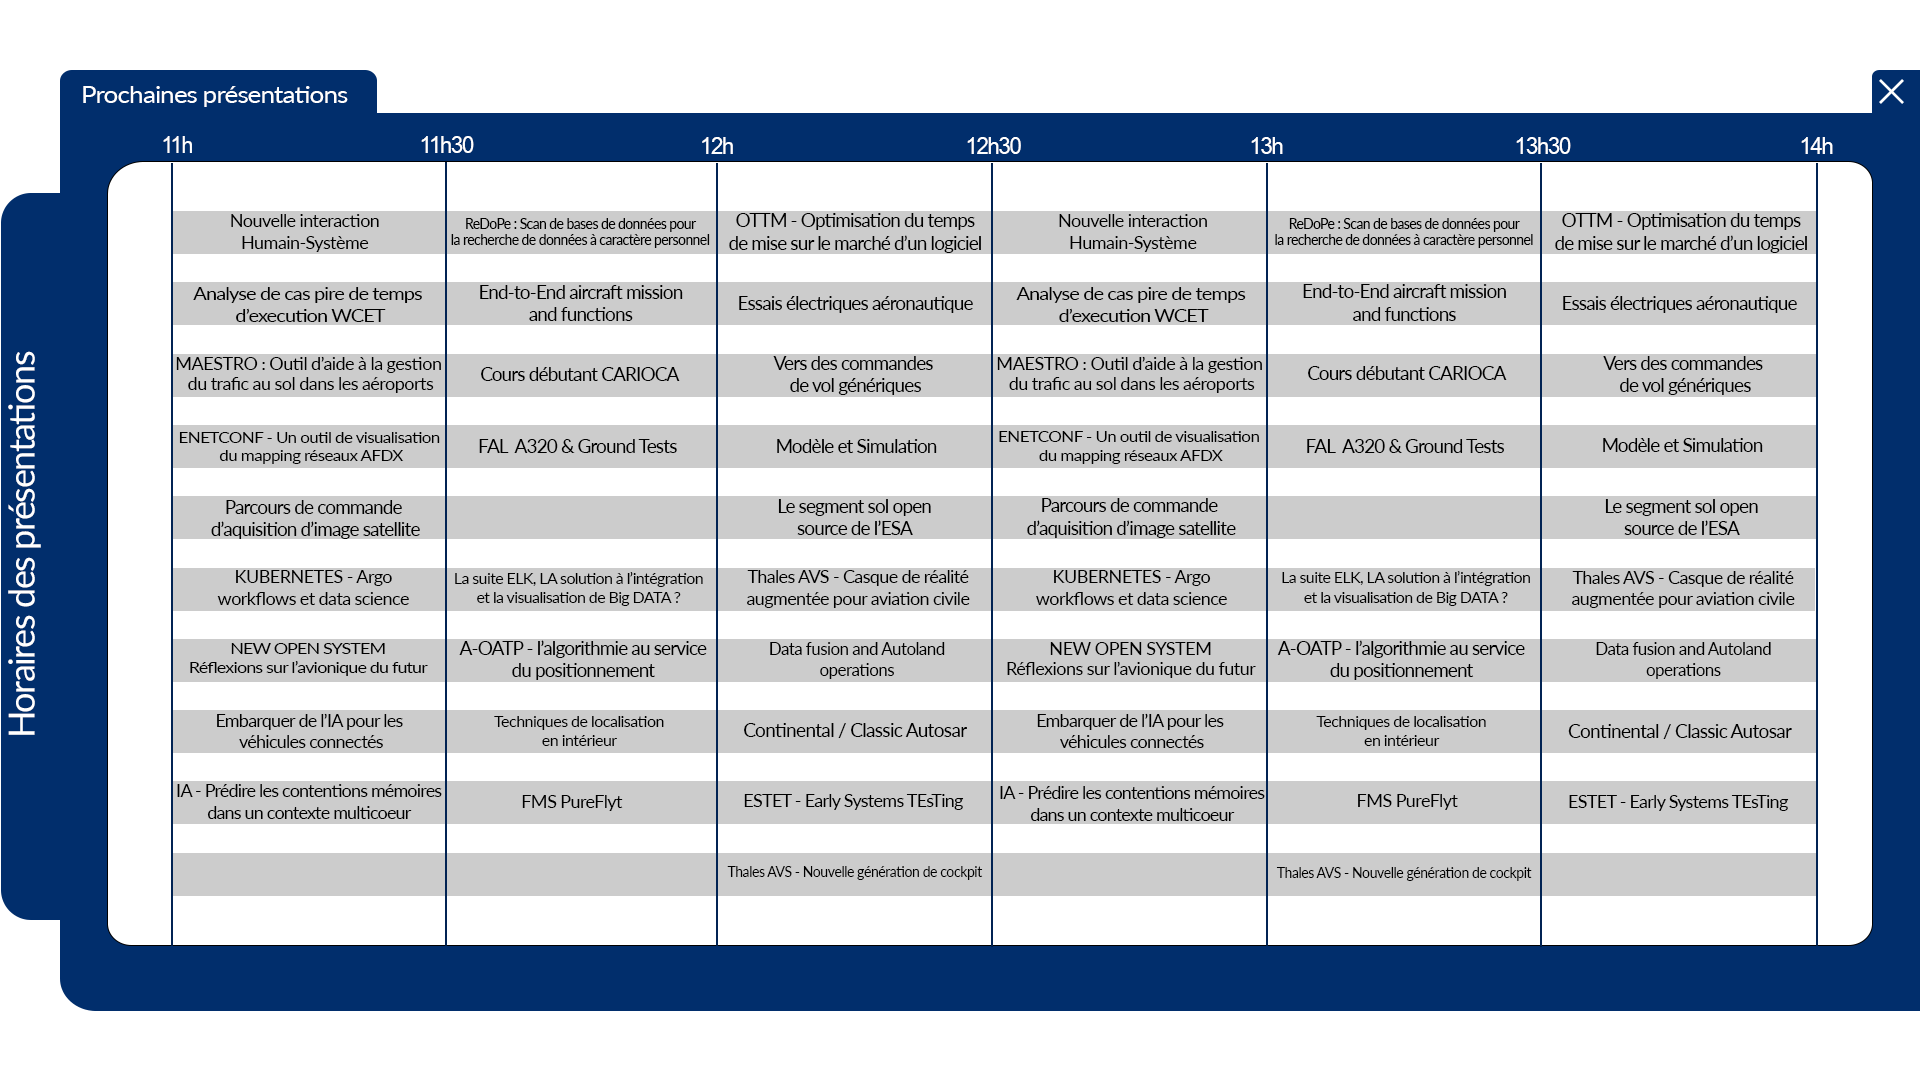 Prochaines présentations
11h 11h30 12h 12h30 13h 13h30 14h
Horaires des présentations
Nouvelle interaction
Humain-Système
ReDoPe : Scan de bases de données pour
la recherche de données à caractère personnel
OTTM - Optimisation du temps
de mise sur le marché d'un logiciel
Nouvelle interaction
Humain-Système
ReDoPe : Scan de bases de données pour
la recherche de données à caractère personnel
OTTM - Optimisation du temps
de mise sur le marché d'un logiciel
Analyse de cas pire de temps
d'execution WCET
End-to-End aircraft mission
and functions
Essais électriques aéronautique
Analyse de cas pire de temps
d'execution WCET
End-to-End aircraft mission
and functions
Essais électriques aéronautique
MAESTRO : Outil d'aide à la gestion
du trafic au sol dans les aéroports
Cours débutant CARIOCA
Vers des commandes
de vol génériques
MAESTRO : Outil d'aide à la gestion
du trafic au sol dans les aéroports
Cours débutant CARIOCA
Vers des commandes
de vol génériques
ENETCONF - Un outil de visualisation
du mapping réseaux AFDX
FAL A320 & Ground Tests
Modèle et Simulation
ENETCONF - Un outil de visualisation
du mapping réseaux AFDX
FAL A320 & Ground Tests
Modèle et Simulation
Parcours de commande
d'aquisition d'image satellite
Le segment sol open
source de l'ESA
Parcours de commande
d'aquisition d'image satellite
Le segment sol open
source de l'ESA
KUBERNETES - Argo
workflows et data science
La suite ELK, LA solution à l'intégration
et la visualisation de Big DATA ?
Thales AVS - Casque de réalité
augmentée pour aviation civile
KUBERNETES - Argo
workflows et data science
La suite ELK, LA solution à l'intégration
et la visualisation de Big DATA ?
Thales AVS - Casque de réalité
augmentée pour aviation civile
NEW OPEN SYSTEM
Réflexions sur l'avionique du futur
A-OATP - l'algorithmie au service
du positionnement
Data fusion and Autoland
operations
NEW OPEN SYSTEM
Réflexions sur l'avionique du futur
A-OATP - l'algorithmie au service
du positionnement
Data fusion and Autoland
operations
Embarquer de l'IA pour les
véhicules connectés
Techniques de localisation
en intérieur
Continental / Classic Autosar
Embarquer de l'IA pour les
véhicules connectés
Techniques de localisation
en intérieur
Continental / Classic Autosar
IA - Prédire les contentions mémoires
dans un contexte multicoeur
FMS PureFlyt
ESTET - Early Systems TEsTing
IA - Prédire les contentions mémoires
dans un contexte multicoeur
FMS PureFlyt
ESTET - Early Systems TEsTing
Thales AVS - Nouvelle génération de cockpit
Thales AVS - Nouvelle génération de cockpit